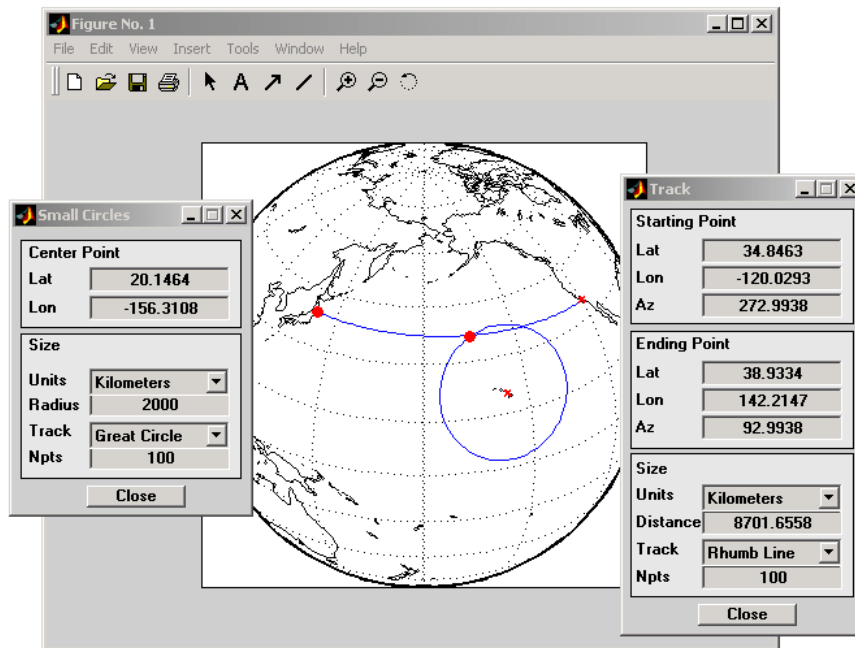 Figure No. 1
File Edit View Insert Tools Window Help
A
Small Circles
Center Point
Lat 20.1464
Lon -156.3108
Size
Units Kilometers
Radius 2000
Track Great Circle
Npts 100
Close
Track
Starting Point
Lat 34.8463
Lon -120.0293
Az 272.9938
Ending Point
Lat 38.9334
Lon 142.2147
Az 92.9938
Size
Units Kilometers
Distance 8701.6558
Track Rhumb Line
Npts 100
Close